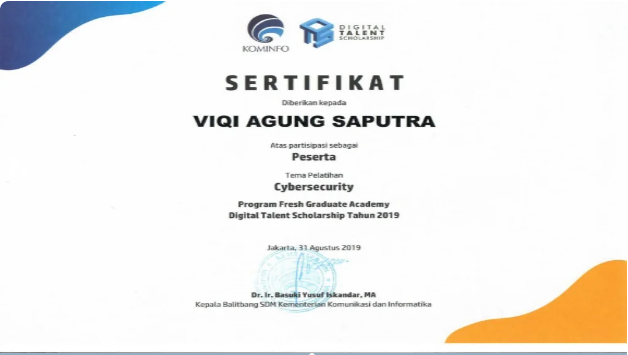 KOMINFO
DIGITAL
TALENT
SCHOLARSHIP
SERTIFIKAT
Diberikan kepada
VIQI AGUNG SAPUTRA
Atas partisipasi sebagai
Peserta
Tema Pelatihan
Cybersecurity
Program Fresh Graduate Academy
Digital Talent Scholarship Tahun 2019
Jakarta, 31 Agustus 2019
Dr. Ir. Basuki Yusuf Iskandar, MA
Kepala Balitbang SDM Kementerian Komunikasi dan Informatika